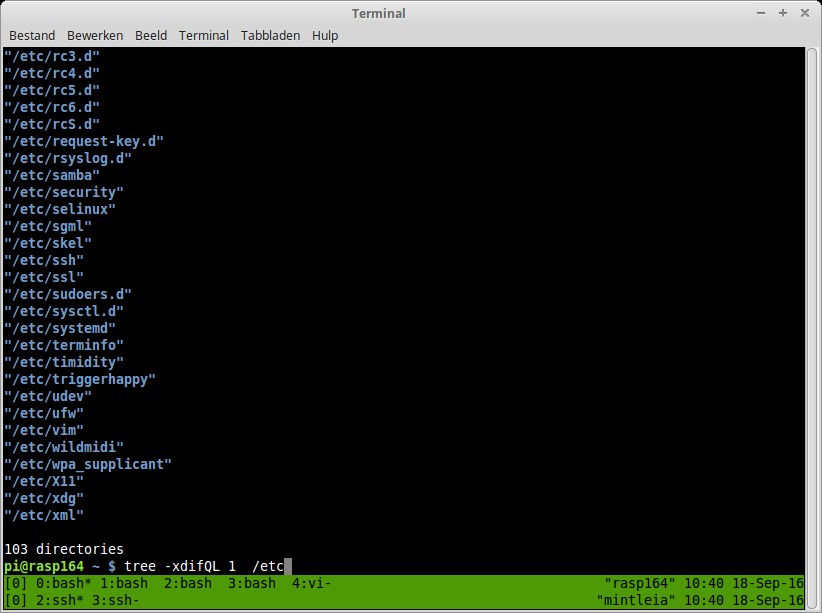 Terminal
Bestand Bewerken Beeld Terminal Tabbladen Hulp
"/etc/rc3.d"
"/etc/rc4.d"
"/etc/rc5.d"
"/etc/rc6.d"
"/etc/rcS.d"
"/etc/request-key.d"
"/etc/rsyslog.d"
"/etc/samba"
"/etc/security"
"/etc/selinux"
"/etc/sgml"
"/etc/skel"
"/etc/ssh"
"/etc/ssl"
"/etc/sudoers.d"
"/etc/sysctl.d"
"/etc/systemd"
"/etc/terminfo"
"/etc/timidity"
"/etc/triggerhappy"
"/etc/udev"
"/etc/ufw"
"/etc/vim"
"/etc/wildmidi"
"/etc/wpa_supplicant"
"/etc/X11"
"/etc/xdg"
"/etc/xml"
103 directories
pi@rasp164 ~ $ tree -xdifQL 1  /etc
[0] 0:bash* 1:bash  2:bash  3:bash  4:vi- "rasp164" 10:40 18-Sep-16
[0] 2:ssh* 3:ssh- "mintleia" 10:40 18-Sep-16